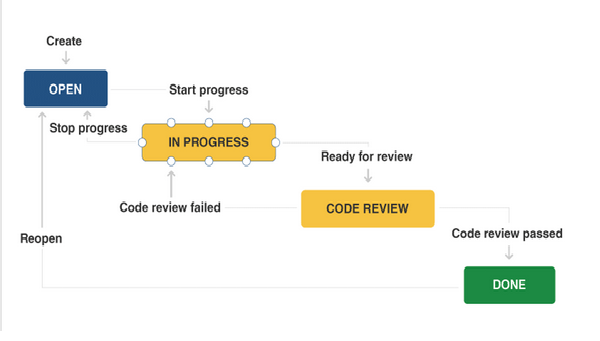 Create
OPEN
Start progress
Stop progress
IN PROGRESS
Ready for review
Code review failed
CODE REVIEW
Code review passed
Reopen
DONE